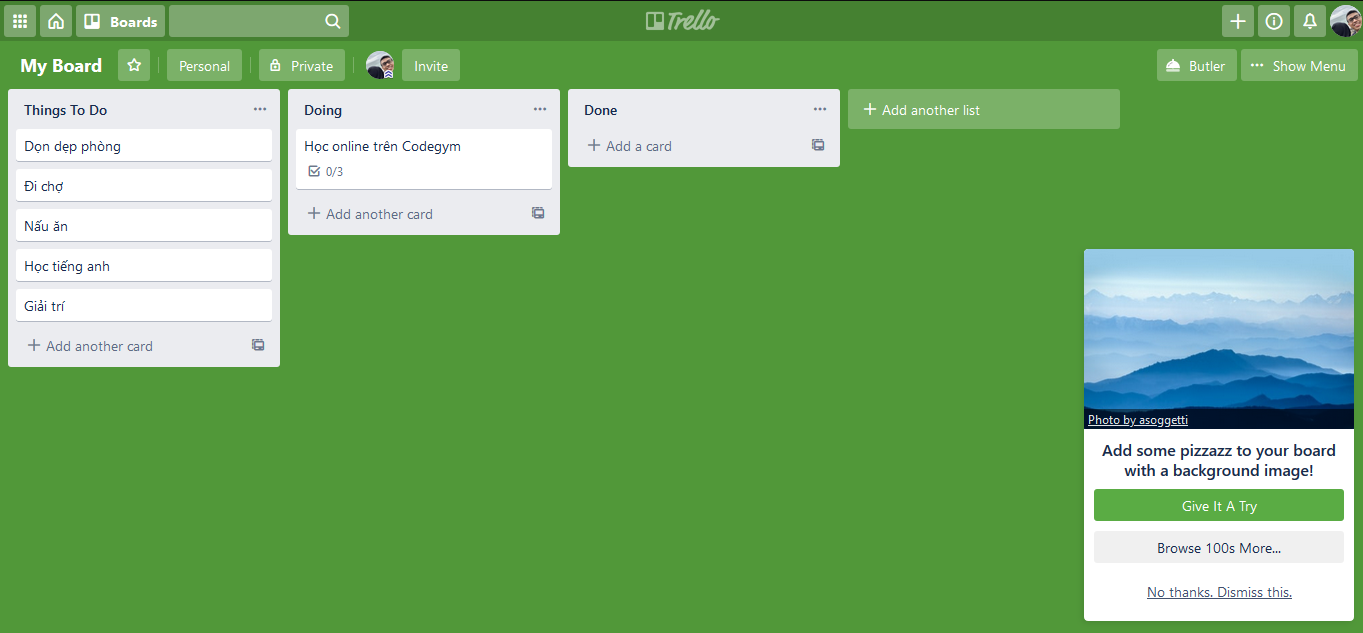 Boards
Trello
My Board
Personal
Private
Invite
Butler
Show Menu
Things To Do
Dọn dẹp phòng
Đi chợ
Nấu ăn
Học tiếng anh
Giải trí
Add another card
Doing
Học online trên Codegym
0/3
Add another card
Done
Add a card
Add another list
Photo by asoggetti
Add some pizzazz to your board
with a background image!
Give It A Try
Browse 100s More...
No thanks. Dismiss this.